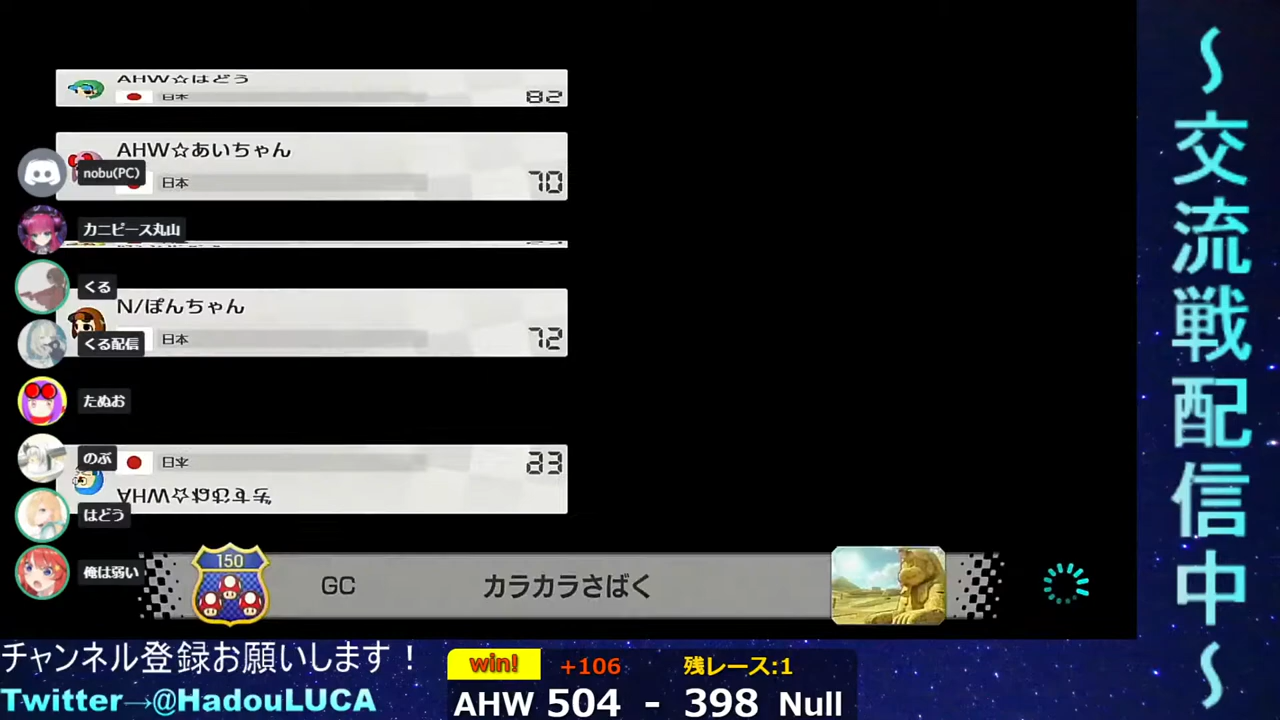 AHW☆はどう
日本
82
AHW☆あいちゃん
nobu(PC)
日本
70
カニピース丸山
くる
N/ぽんちゃん
日本
72
くる配信
たぬお
のぶ
日本
83
AHW☆ねむすぎ
はどう
俺は弱い
150
GC
カラカラさばく
チャンネル登録お願いします！
Twitter→@HadouLUCA
win!
+106
残レース:1
AHW 504 - 398 Null
～交流戦配信中～